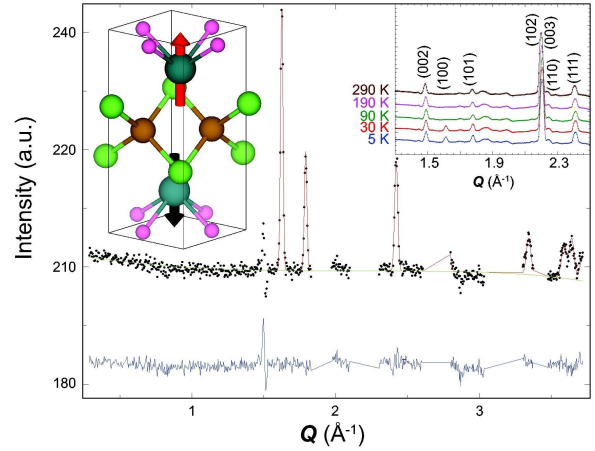 240
220
210
180
Intensity (a.u.)
1
2
3
Q (Å-1)
(102)
(003)
(002)
(100)
(101)
(110)
(111)
290 K
190 K
90 K
30 K
5 K
1.5
1.9
2.3
Q (Å-1)